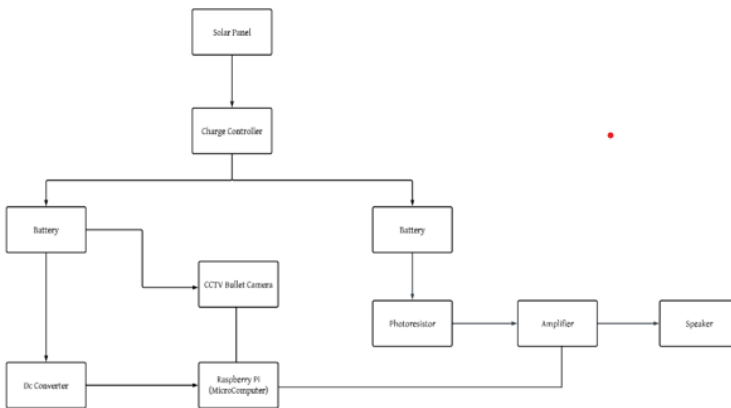 Solar Panel
Charge Controller
Battery
Battery
CCTV Bullet Camera
Photoresistor
Amplifier
Speaker
Dc Converter
Raspberry Pi
(MicroComputer)